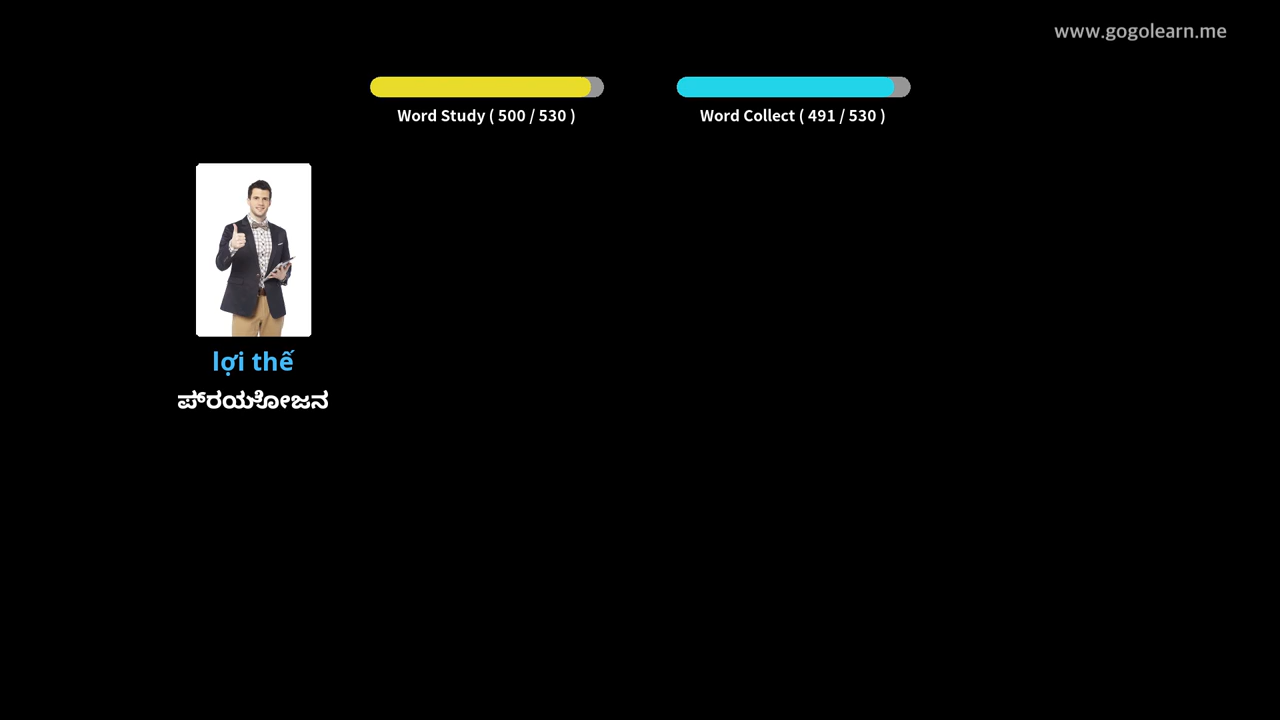 www.gogolearn.me
Word Study ( 500 / 530 )
Word Collect ( 491 / 530 )
lợi thế
ಪ್ರಯೋಜನ